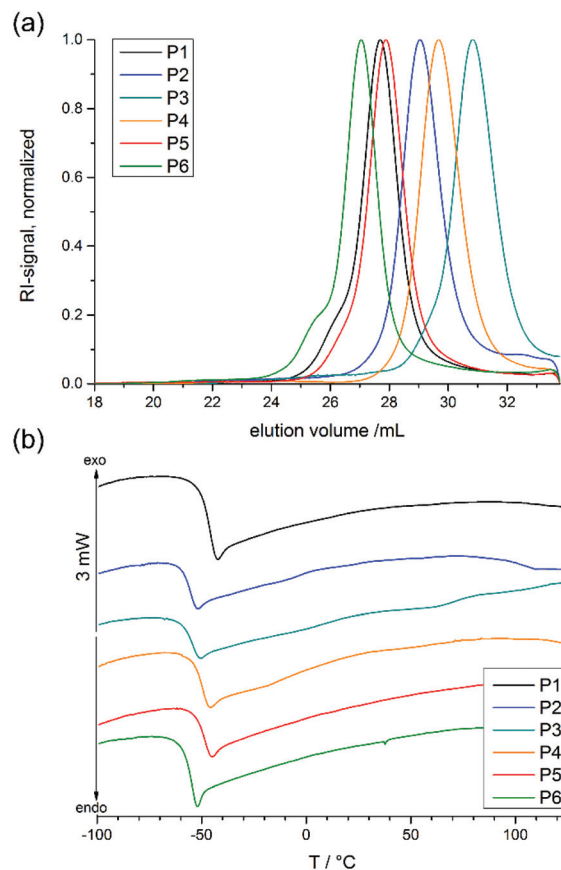 (a)
P1
P2
P3
P4
P5
P6
RI-signal, normalized
1.0
0.8
0.6
0.4
0.2
0.0
18 20 22 24 26 28 30 32
elution volume /mL
(b)
exo
3 mW
endo
P1
P2
P3
P4
P5
P6
-100 -50 0 50 100
T / °C